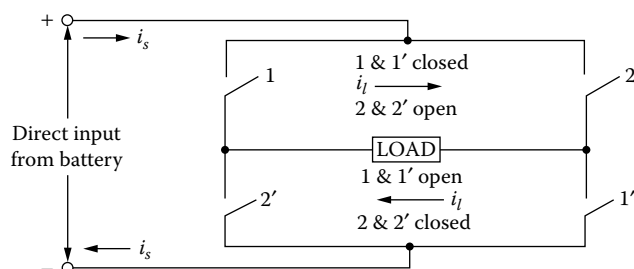 +
i_s
1 & 1′ closed
1
i_l
2
2 & 2′ open
Direct input
from battery
LOAD
1 & 1′ open
2′
i_l
1′
2 & 2′ closed
i_s
−